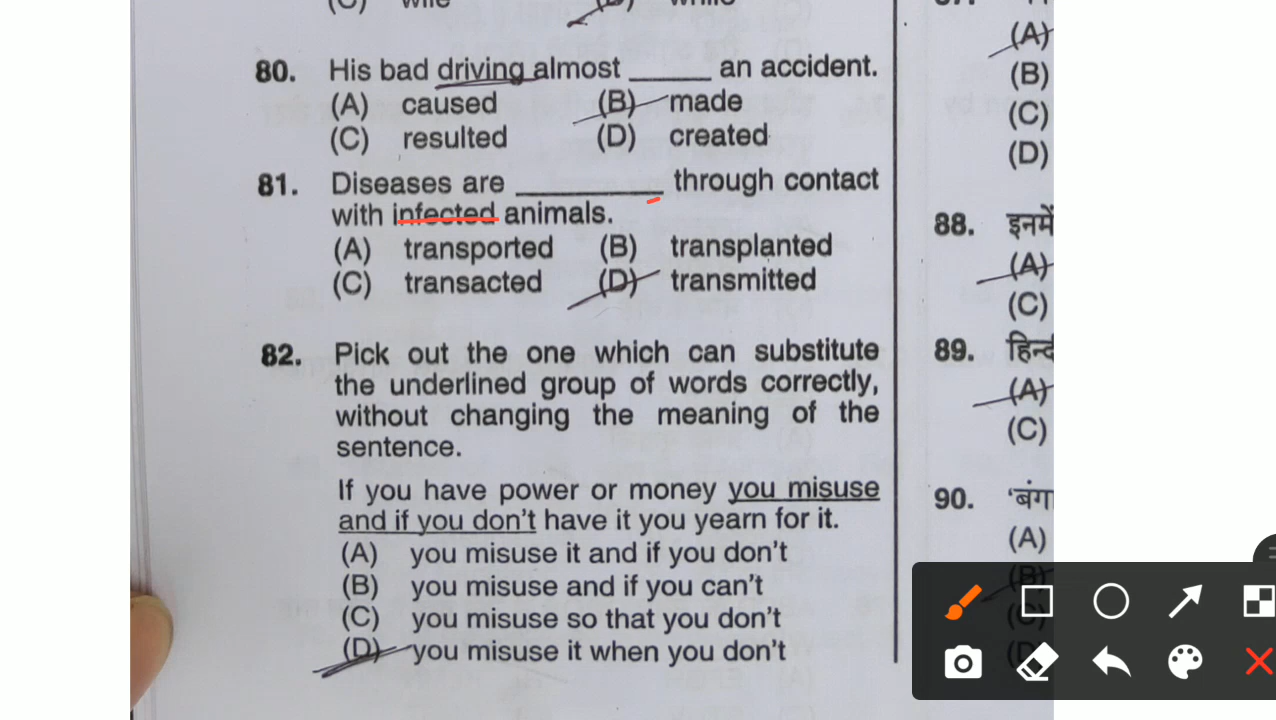 (C) wife (D) while
80. His bad driving almost _____ an accident.
(A) caused (B) made
(C) resulted (D) created
81. Diseases are _________ through contact
with infected animals.
(A) transported (B) transplanted
(C) transacted (D) transmitted
82. Pick out the one which can substitute
the underlined group of words correctly,
without changing the meaning of the
sentence.
If you have power or money you misuse
and if you don't have it you yearn for it.
(A) you misuse it and if you don't
(B) you misuse and if you can't
(C) you misuse so that you don't
(D) you misuse it when you don't
(A)
(B)
(C)
(D)
88. इनमें
(A)
(C)
89. हिन्द
(A)
(C)
90. 'बंगा
(A)
(B)